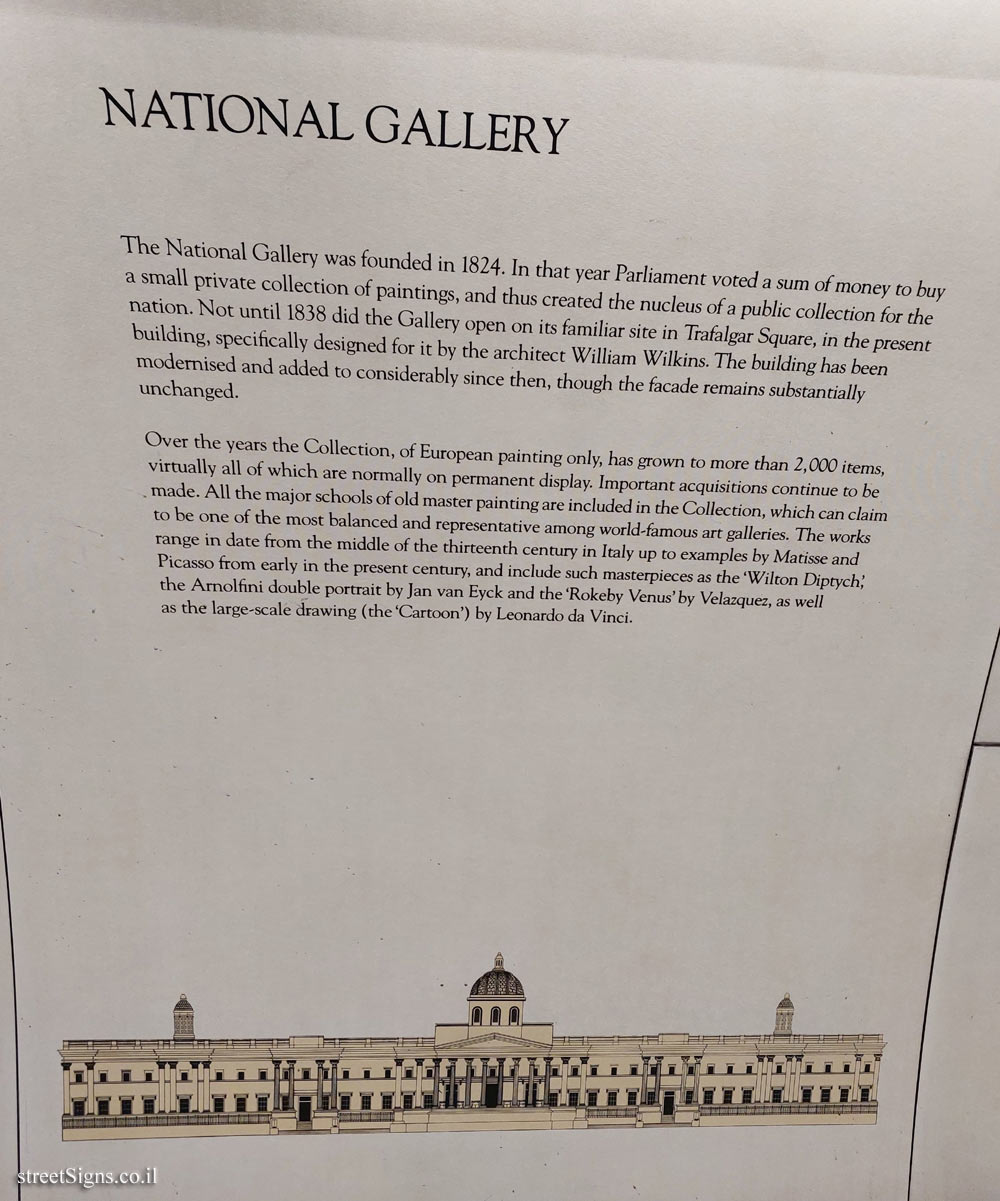 NATIONAL GALLERY
The National Gallery was founded in 1824. In that year Parliament voted a sum of money to buy
a small private collection of paintings, and thus created the nucleus of a public collection for the
nation. Not until 1838 did the Gallery open on its familiar site in Trafalgar Square, in the present
building, specifically designed for it by the architect William Wilkins. The building has been
modernised and added to considerably since then, though the facade remains substantially
unchanged.
Over the years the Collection, of European painting only, has grown to more than 2,000 items,
virtually all of which are normally on permanent display. Important acquisitions continue to be
made. All the major schools of old master painting are included in the Collection, which can claim
to be one of the most balanced and representative among world-famous art galleries. The works
range in date from the middle of the thirteenth century in Italy up to examples by Matisse and
Picasso from early in the present century, and include such masterpieces as the ‘Wilton Diptych’,
the Arnolfini double portrait by Jan van Eyck and the ‘Rokeby Venus’ by Velazquez, as well
as the large-scale drawing (the ‘Cartoon’) by Leonardo da Vinci.
streetSigns.co.il